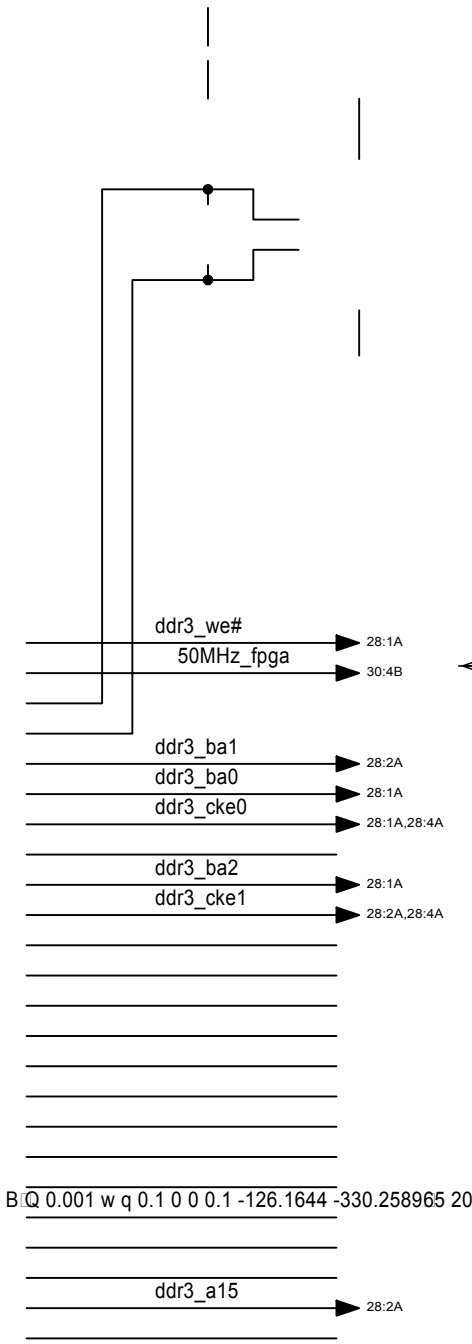 ddr3_we# 28:1A
50MHz_fpga 30:4B
ddr3_ba1 28:2A
ddr3_ba0 28:1A
ddr3_cke0 28:1A,28:4A
ddr3_ba2 28:1A
ddr3_cke1 28:2A,28:4A
B Q 0.001 w q 0.1 0 0 0.1 -126.1644 -330.258965 20
ddr3_a15 28:2A